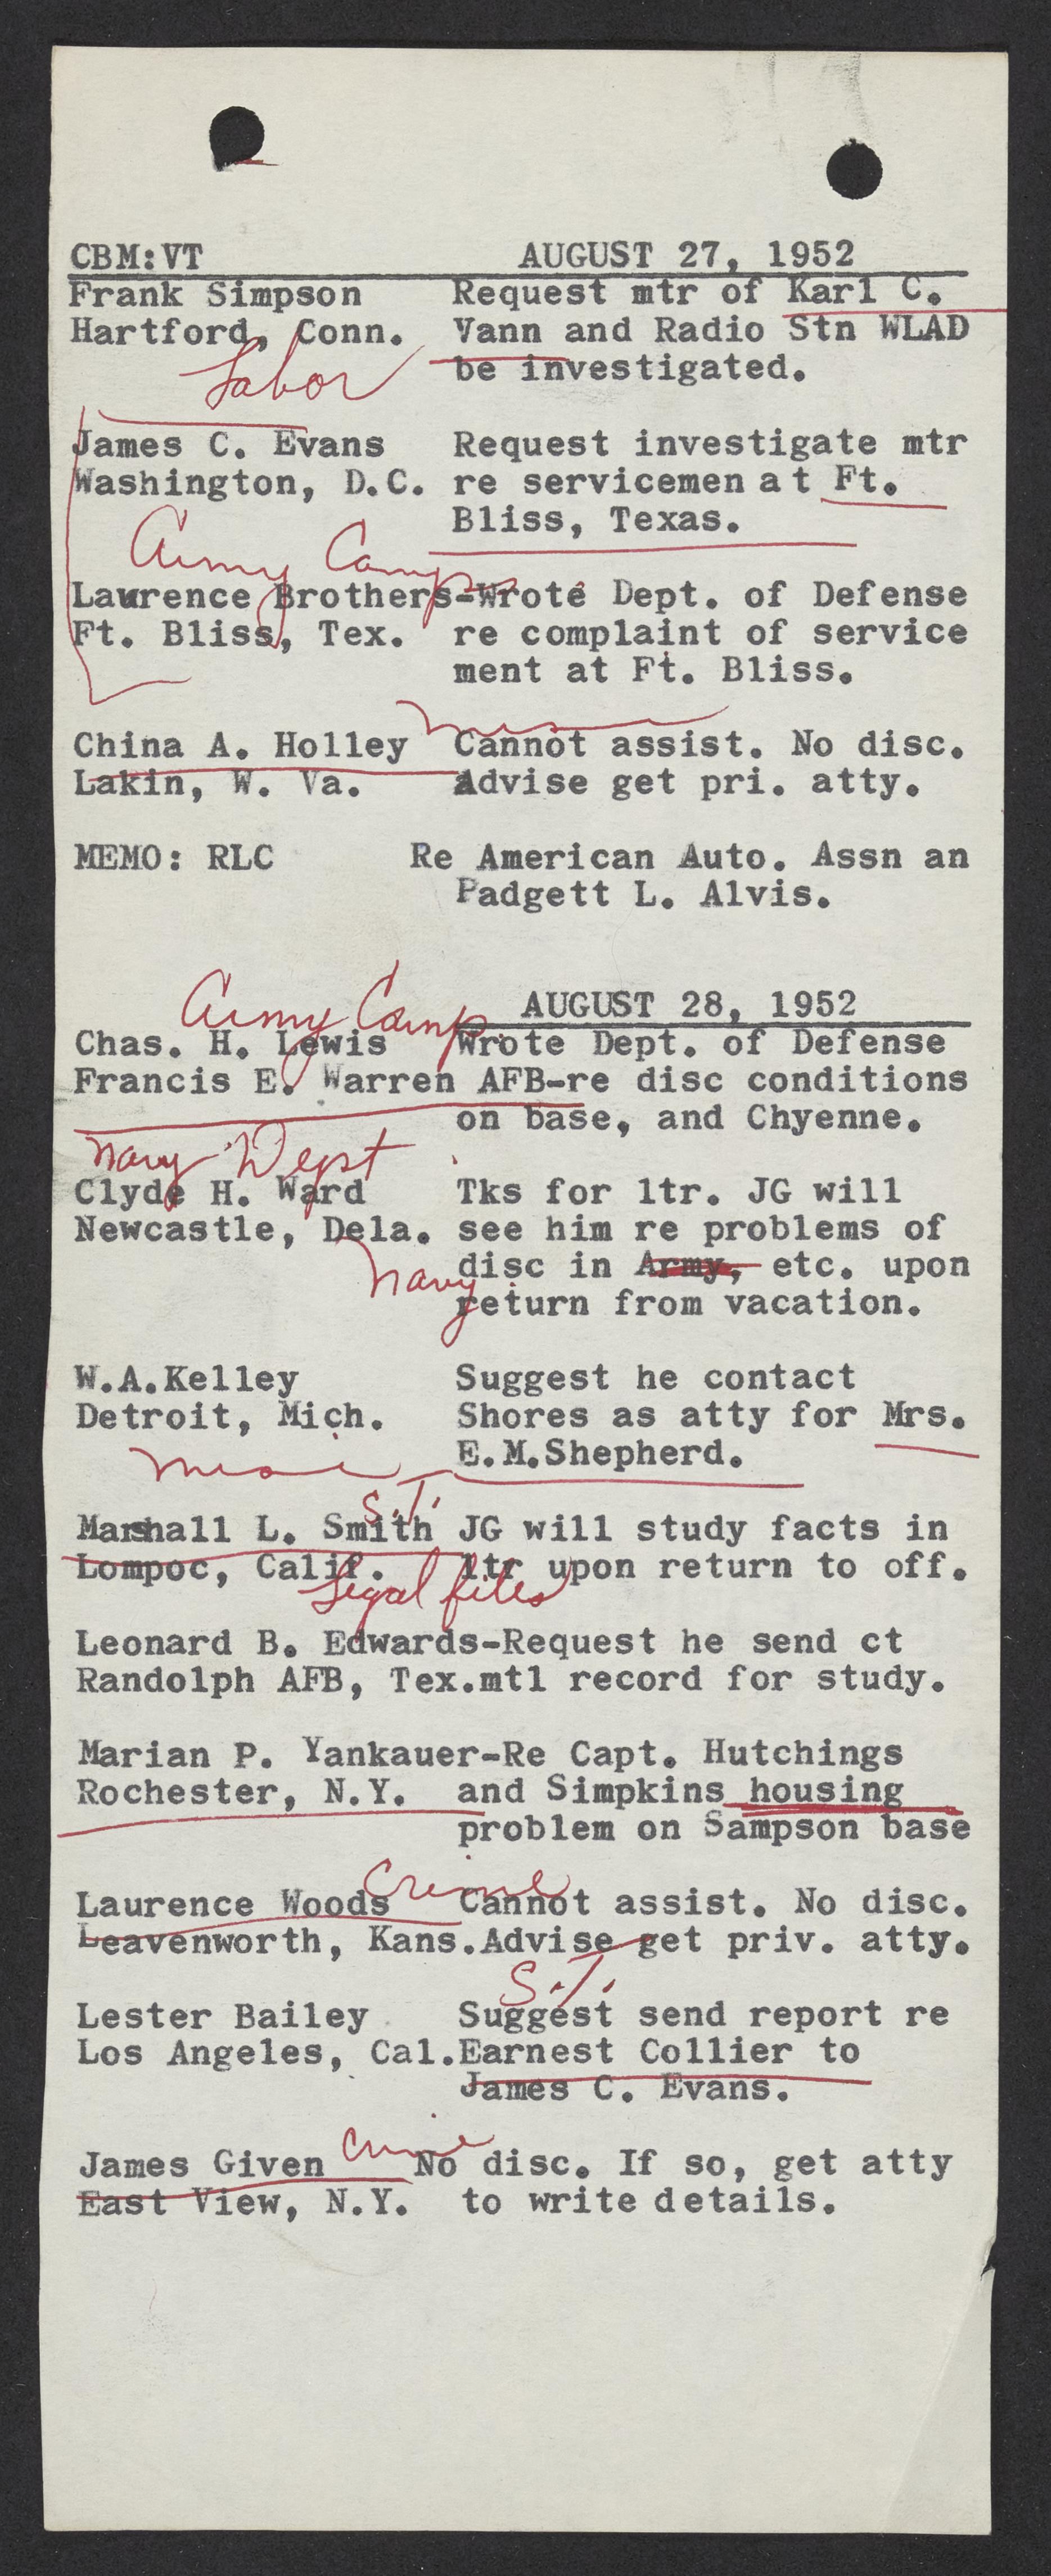 CBM:VT AUGUST 27, 1952
Frank Simpson Request mtr of Karl C.
Hartford, Conn. Vann and Radio Stn WLAD
Labor be investigated.
James C. Evans Request investigate mtr
Washington, D.C. re servicemen at Ft.
Bliss, Texas.
Army Camps
Lawrence Brothers-Wrote Dept. of Defense
Ft. Bliss, Tex. re complaint of service
ment at Ft. Bliss.
China A. Holley Cannot assist. No disc.
Lakin, W. Va. Advise get pri. atty.
MEMO: RLC Re American Auto. Assn an
Padgett L. Alvis.
Army Camp AUGUST 28, 1952
Chas. H. Lewis Wrote Dept. of Defense
Francis E. Warren AFB-re disc conditions
on base, and Chyenne.
Navy Dept
Clyde H. Ward Tks for ltr. JG will
Newcastle, Dela. see him re problems of
Navy disc in Army, etc. upon
return from vacation.
W.A.Kelley Suggest he contact
Detroit, Mich. Shores as atty for Mrs.
E.M.Shepherd.
S.T.
Marshall L. Smith JG will study facts in
Lompoc, Calif. ltr upon return to off.
Legal files
Leonard B. Edwards-Request he send ct
Randolph AFB, Tex.mtl record for study.
Marian P. Yankauer-Re Capt. Hutchings
Rochester, N.Y. and Simpkins housing
problem on Sampson base
Crime
Laurence Woods Cannot assist. No disc.
Leavenworth, Kans.Advise get priv. atty.
S.T.
Lester Bailey Suggest send report re
Los Angeles, Cal.Earnest Collier to
James C. Evans.
Crime
James Given No disc. If so, get atty
East View, N.Y. to write details.